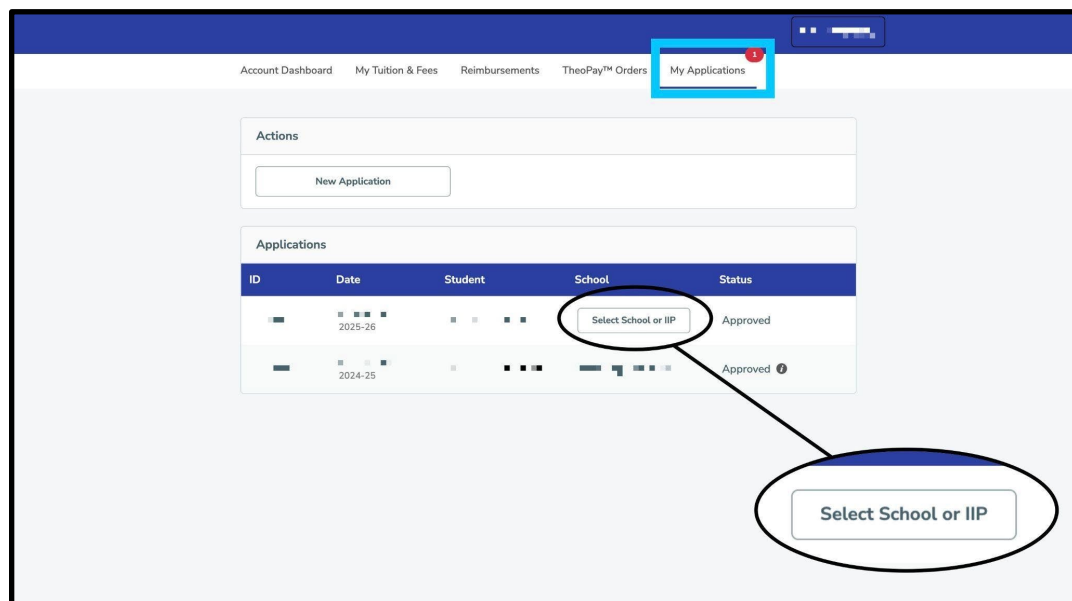 1
Account Dashboard My Tuition & Fees Reimbursements TheoPay™ Orders My Applications
Actions
New Application
Applications
ID Date Student School Status
Select School or IIP Approved
2025-26
Approved i
2024-25
Select School or IIP